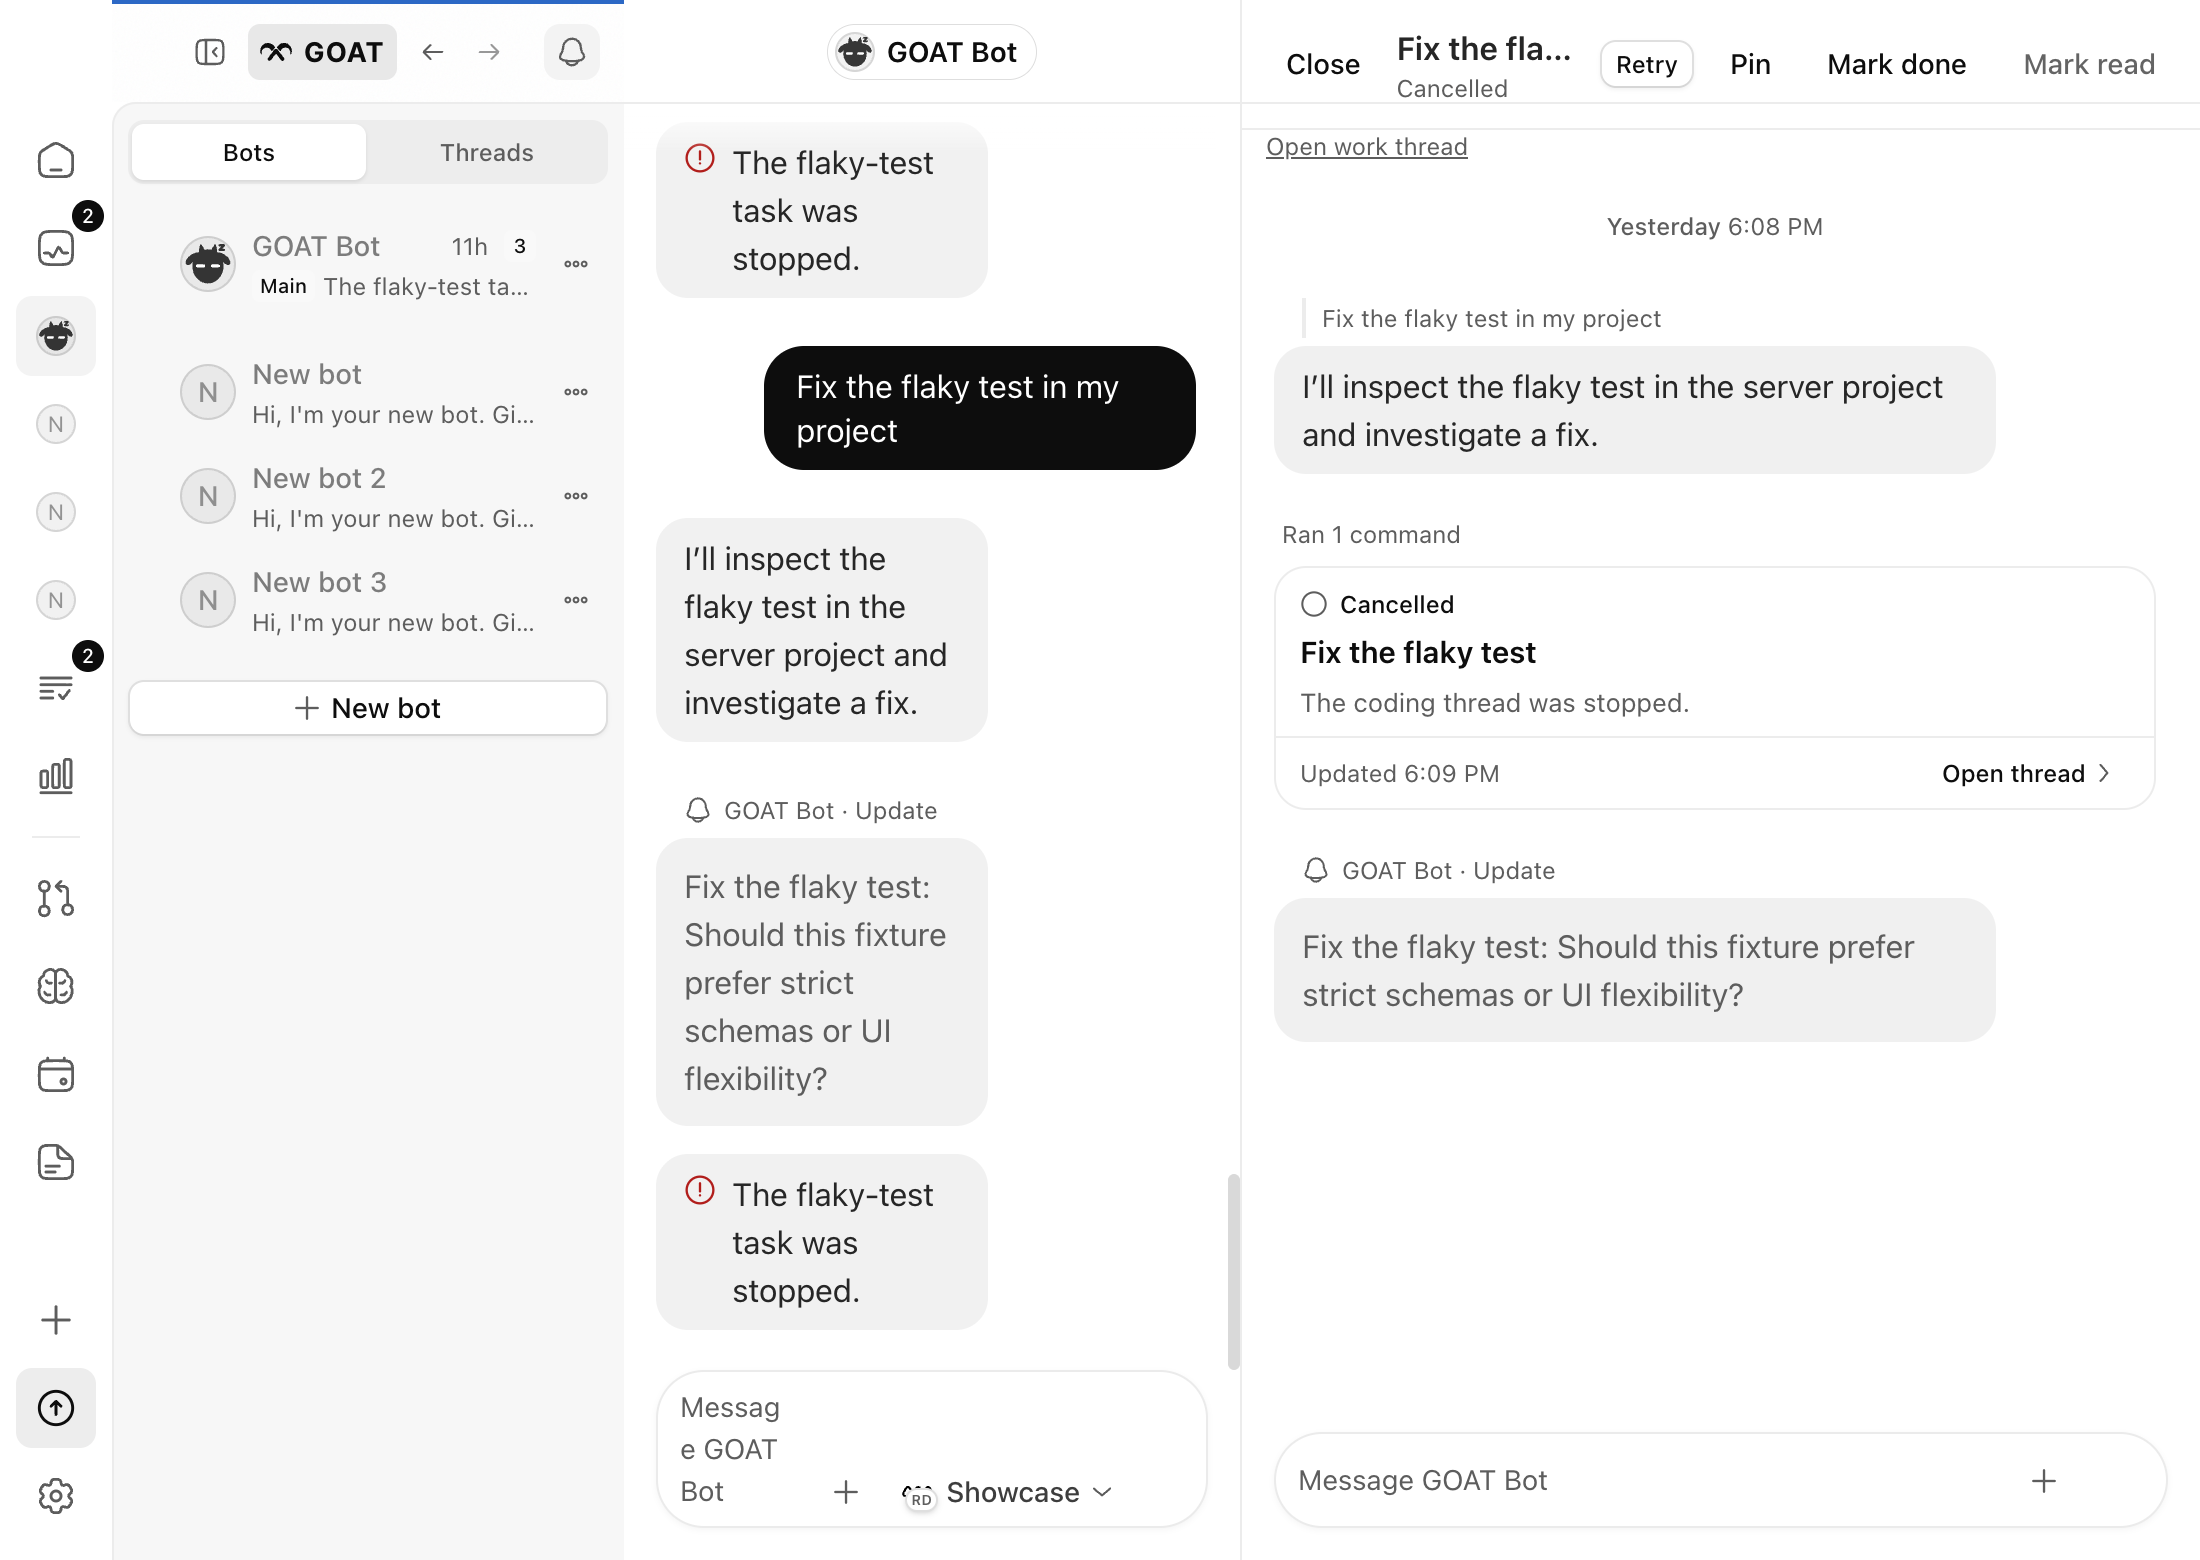 GOAT
Bots
Threads
GOAT Bot
11h
3
Main
The flaky-test ta...
N
New bot
Hi, I'm your new bot. Gi...
N
New bot 2
Hi, I'm your new bot. Gi...
N
New bot 3
Hi, I'm your new bot. Gi...
New bot
2
N
N
N
2
GOAT Bot
The flaky-test
task was
stopped.
Fix the flaky test in my
project
I’ll inspect the
flaky test in the
server project and
investigate a fix.
GOAT Bot · Update
Fix the flaky test:
Should this fixture
prefer strict
schemas or UI
flexibility?
The flaky-test
task was
stopped.
Messag
e GOAT
Bot
RD
Showcase
Close
Fix the fla...
Cancelled
Retry
Pin
Mark done
Mark read
Open work thread
Yesterday 6:08 PM
Fix the flaky test in my project
I’ll inspect the flaky test in the server project
and investigate a fix.
Ran 1 command
Cancelled
Fix the flaky test
The coding thread was stopped.
Updated 6:09 PM
Open thread
GOAT Bot · Update
Fix the flaky test: Should this fixture prefer
strict schemas or UI flexibility?
Message GOAT Bot